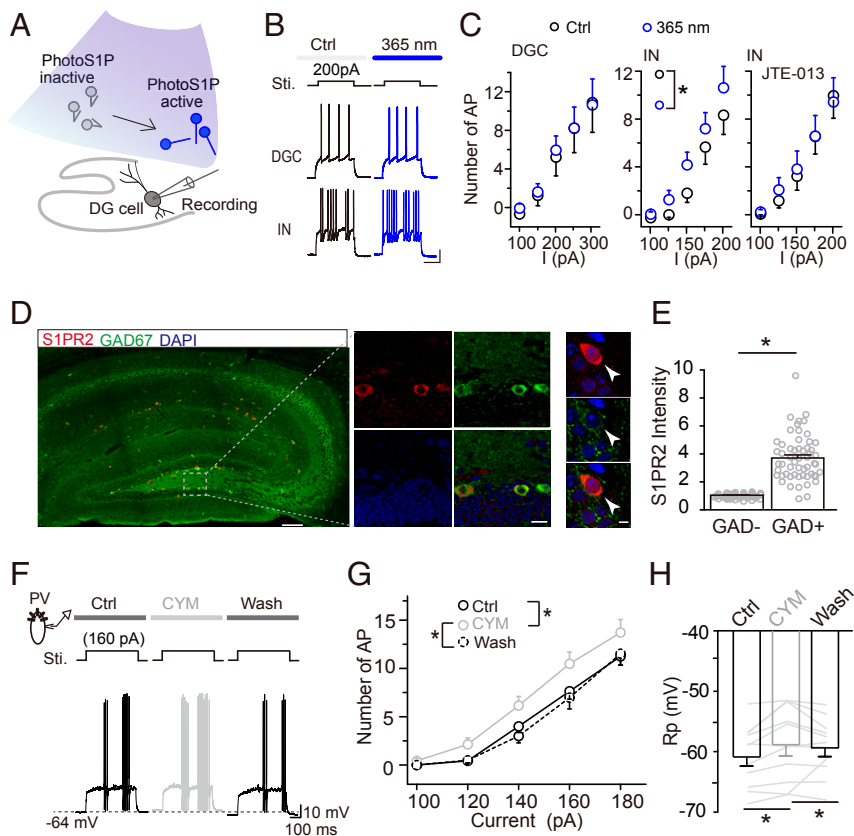 A
PhotoS1P
inactive
PhotoS1P
active
DG cell
Recording
B
Ctrl
365 nm
200pA
Sti.
DGC
IN
C
Ctrl
365 nm
DGC
IN
IN
JTE-013
*
Number of AP
12
8
4
0
100
200
300
I (pA)
12
8
4
0
100
150
200
I (pA)
100
150
200
I (pA)
D
S1PR2 GAD67 DAPI
E
*
S1PR2 Intensity
10
8
6
4
2
0
GAD-
GAD+
F
PV
Ctrl
CYM
Wash
(160 pA)
Sti.
-64 mV
10 mV
100 ms
G
Ctrl
CYM
Wash
*
*
Number of AP
15
10
5
0
100
120
140
160
180
Current (pA)
H
Ctrl
CYM
Wash
Rp (mV)
-40
-50
-60
-70
*
*